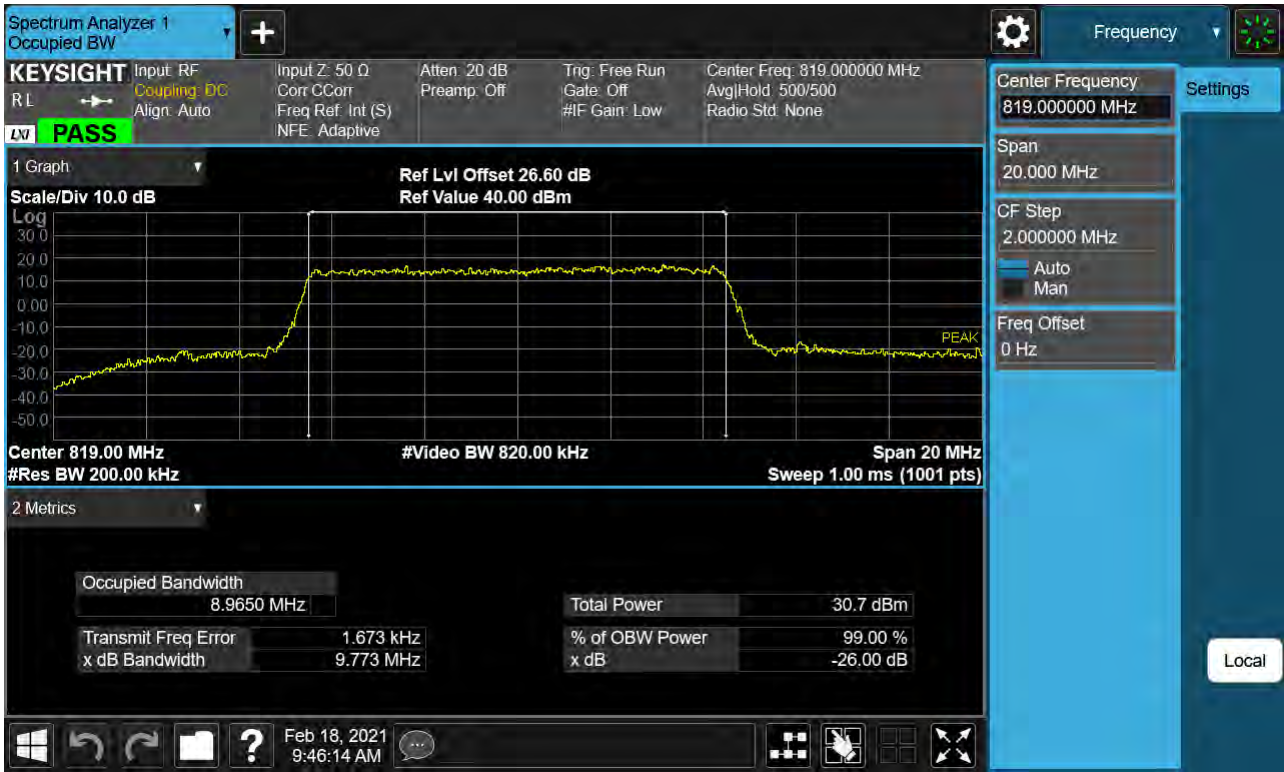 Spectrum Analyzer 1
Occupied BW
+
Frequency
KEYSIGHT
R L
LXI
PASS
Input: RF
Coupling: DC
Align: Auto
Input Z: 50 Ω
Corr CCorr
Freq Ref: Int (S)
NFE: Adaptive
Atten: 20 dB
Preamp: Off
Trig: Free Run
Gate: Off
#IF Gain: Low
Center Freq: 819.000000 MHz
Avg|Hold: 500/500
Radio Std: None
Center Frequency
819.000000 MHz
Settings
Span
20.000 MHz
CF Step
2.000000 MHz
Auto
Man
Freq Offset
0 Hz
1 Graph
Scale/Div 10.0 dB
Ref Lvl Offset 26.60 dB
Ref Value 40.00 dBm
Log
30.0
20.0
10.0
0.00
-10.0
-20.0
-30.0
-40.0
-50.0
PEAK
Center 819.00 MHz
#Video BW 820.00 kHz
Span 20 MHz
#Res BW 200.00 kHz
Sweep 1.00 ms (1001 pts)
2 Metrics
Occupied Bandwidth
8.9650 MHz
Total Power 30.7 dBm
Transmit Freq Error 1.673 kHz
% of OBW Power 99.00 %
x dB Bandwidth 9.773 MHz
x dB -26.00 dB
Local
?
Feb 18, 2021
9:46:14 AM